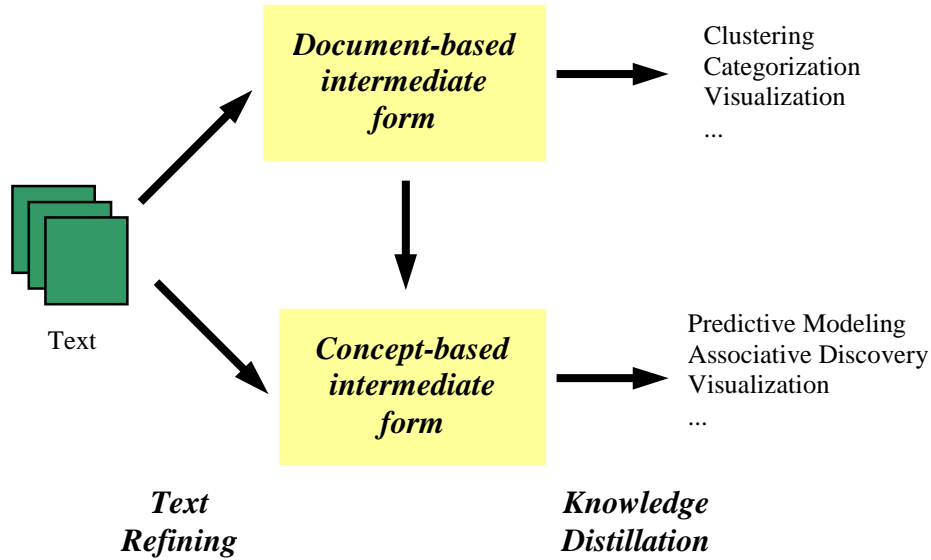 Document-based
intermediate
form
Clustering
Categorization
Visualization
...
Text
Concept-based
intermediate
form
Predictive Modeling
Associative Discovery
Visualization
...
Text
Refining
Knowledge
Distillation